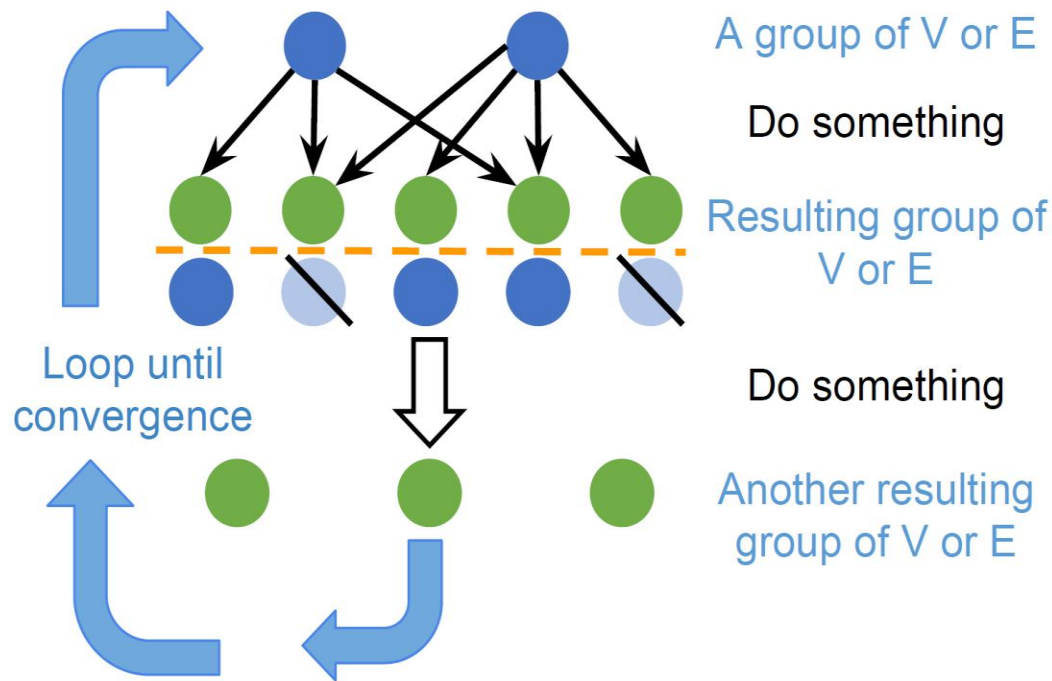 A group of V or E
Do something
Resulting group of
V or E
Loop until
convergence
Do something
Another resulting
group of V or E